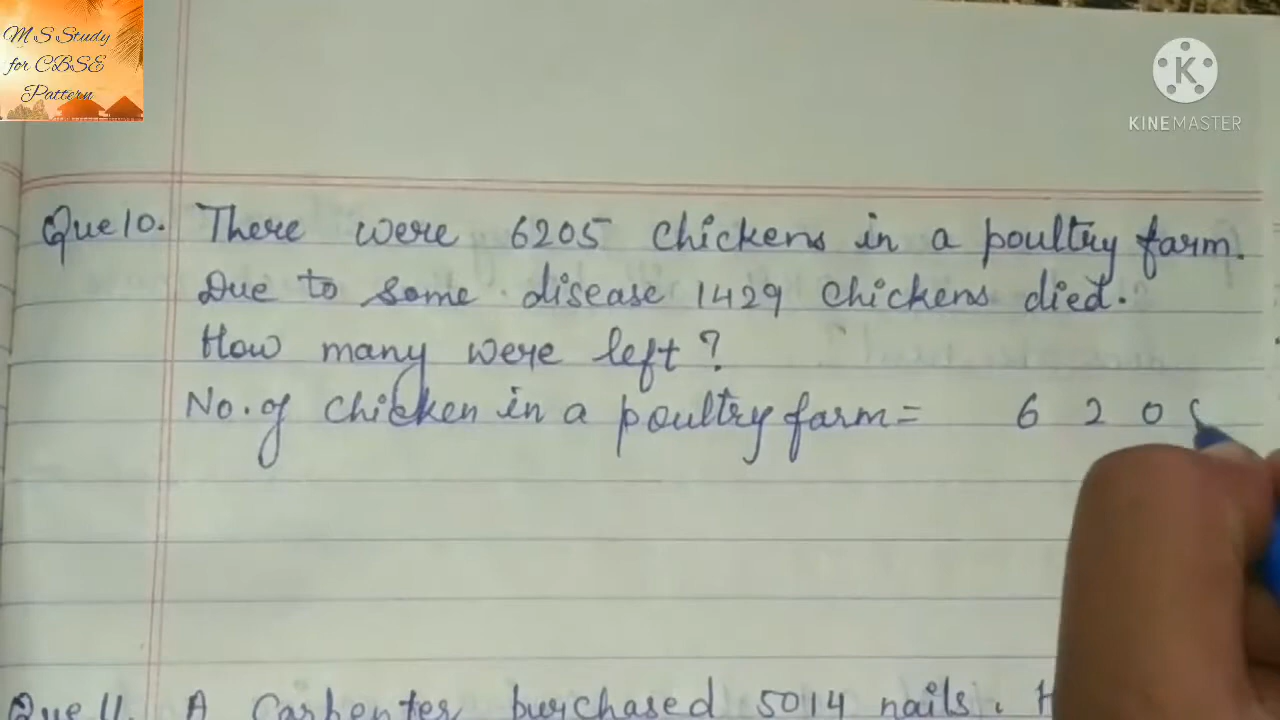 M S Study
for CBSE
Pattern
KINEMASTER
Que 10. There were 6205 chickens in a poultry farm.
Due to some disease 1429 chickens died.
How many were left?
No. of chicken in a poultry farm = 6 2 0
Que 11. A Carpenter purchased 5014 nails.